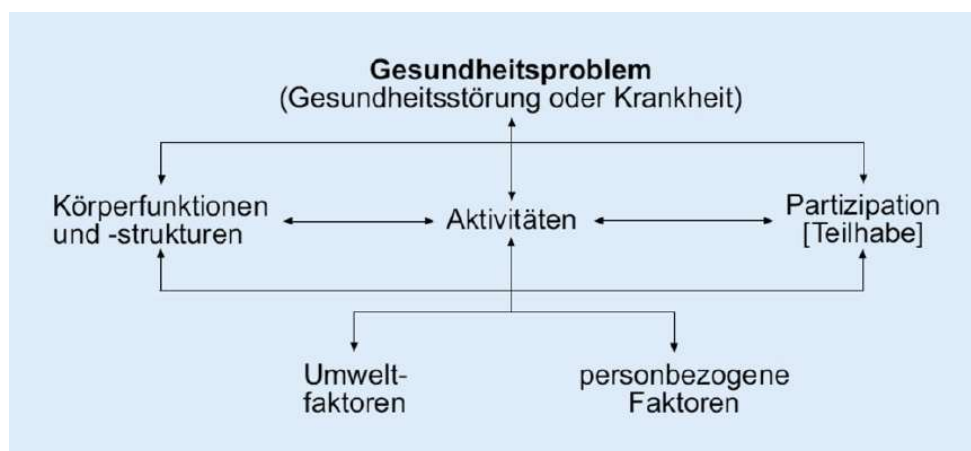 Gesundheitsproblem
(Gesundheitsstörung oder Krankheit)
Körperfunktionen
und -strukturen
Aktivitäten
Partizipation
[Teilhabe]
Umwelt-
faktoren
personbezogene
Faktoren